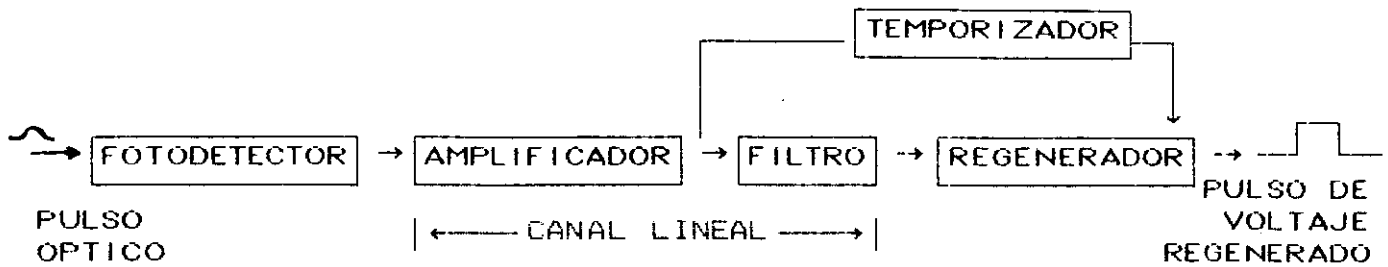 TEMPORIZADOR
FOTODETECTOR
AMPLIFICADOR
FILTRO
REGENERADOR
PULSO
OPTICO
CANAL LINEAL
PULSO DE
VOLTAJE
REGENERADO